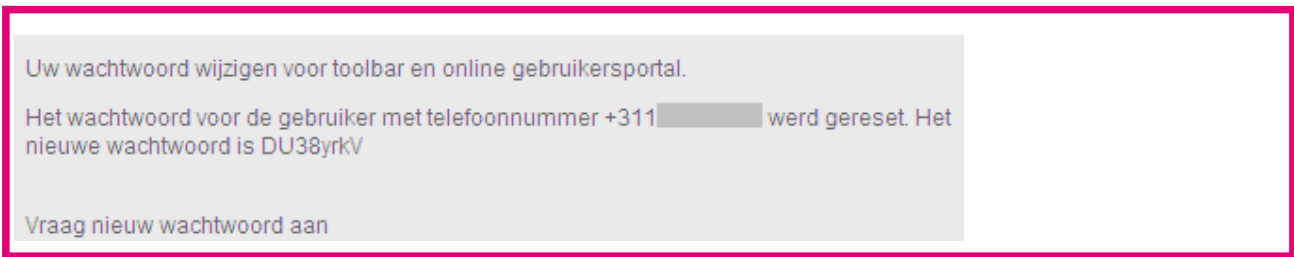 Uw wachtwoord wijzigen voor toolbar en online gebruikersportal.
Het wachtwoord voor de gebruiker met telefoonnummer +311 werd gereset. Het
nieuwe wachtwoord is DU38yrkV
Vraag nieuw wachtwoord aan